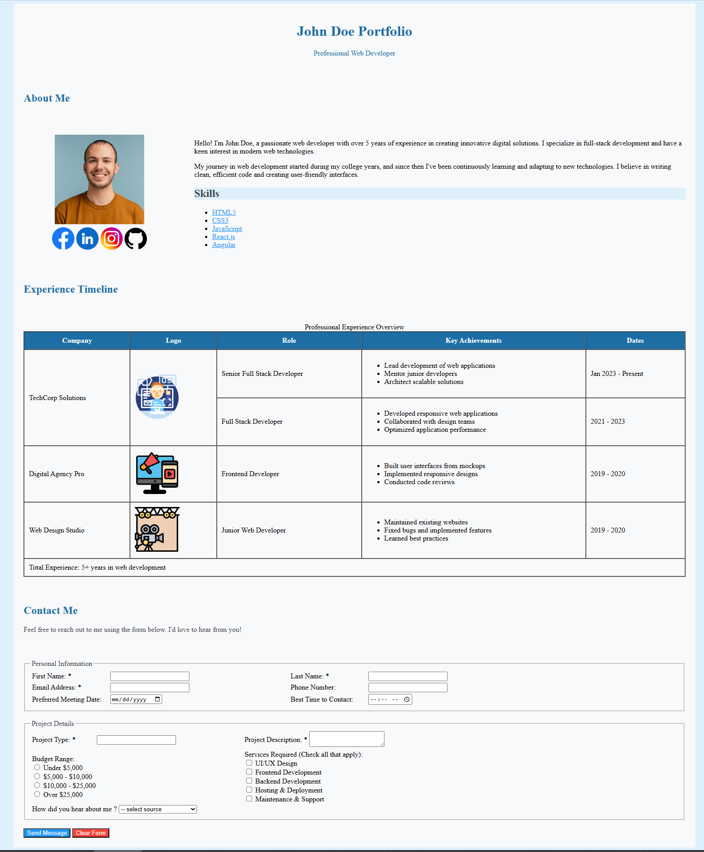 John Doe Portfolio
Professional Web Developer
About Me
Hello! I'm John Doe, a passionate web developer with over 5 years of experience in creating innovative digital solutions. I specialize in full-stack development and have a
keen interest in modern web technologies.
My journey in web development started during my college years, and since then I've been continuously learning and adapting to new technologies. I believe in writing
clean, efficient code and creating user-friendly interfaces.
Skills
HTML5
CSS3
JavaScript
React.js
Angular
Experience Timeline
Professional Experience Overview
Company Logo Role Key Achievements Dates
TechCorp Solutions
Senior Full Stack Developer
Lead development of web applications
Mentor junior developers
Architect scalable solutions
Jan 2023 - Present
Full Stack Developer
Developed responsive web applications
Collaborated with design teams
Optimized application performance
2021 - 2023
Digital Agency Pro
Frontend Developer
Built user interfaces from mockups
Implemented responsive designs
Conducted code reviews
2019 - 2020
Web Design Studio
Junior Web Developer
Maintained existing websites
Fixed bugs and implemented features
Learned best practices
2019 - 2020
Total Experience: 5+ years in web development
Contact Me
Feel free to reach out to me using the form below. I'd love to hear from you!
Personal Information
First Name: * Last Name: *
Email Address: * Phone Number:
Preferred Meeting Date: mm/dd/yyyy Best Time to Contact: --:-- --
Project Details
Project Type: * Project Description: *
Budget Range:
Under $5,000
$5,000 - $10,000
$10,000 - $25,000
Over $25,000
Services Required (Check all that apply):
UI/UX Design
Frontend Development
Backend Development
Hosting & Deployment
Maintenance & Support
How did you hear about me ? -- select source
Send Message Clear Form